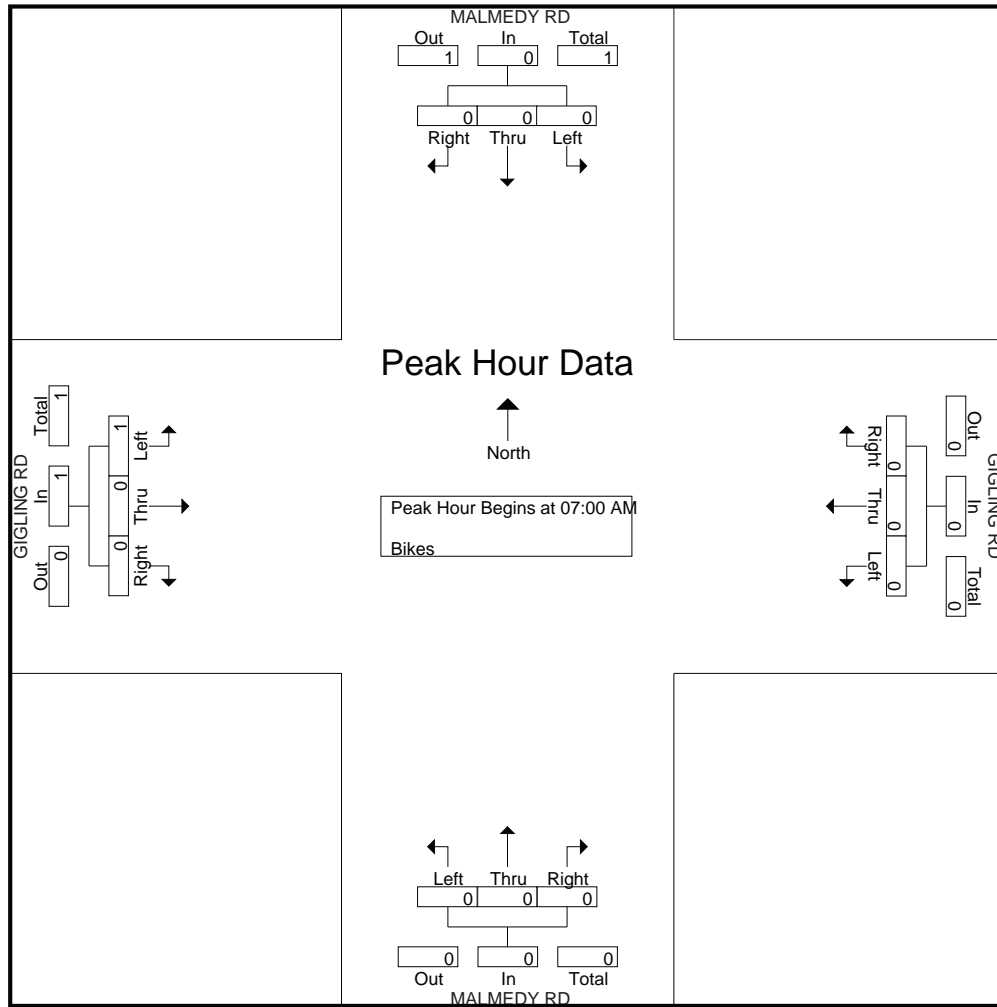 MALMEDY RD
Out In Total
1 0 1
0 0 0
Right Thru Left
Peak Hour Data
North
Peak Hour Begins at 07:00 AM
Bikes
GIGLING RD
Out In Total
0 1 1
Right Thru Left
0 0 1
GIGLING RD
Out In Total
0 0 0
Right Thru Left
0 0 0
Left Thru Right
0 0 0
0 0 0
Out In Total
MALMEDY RD